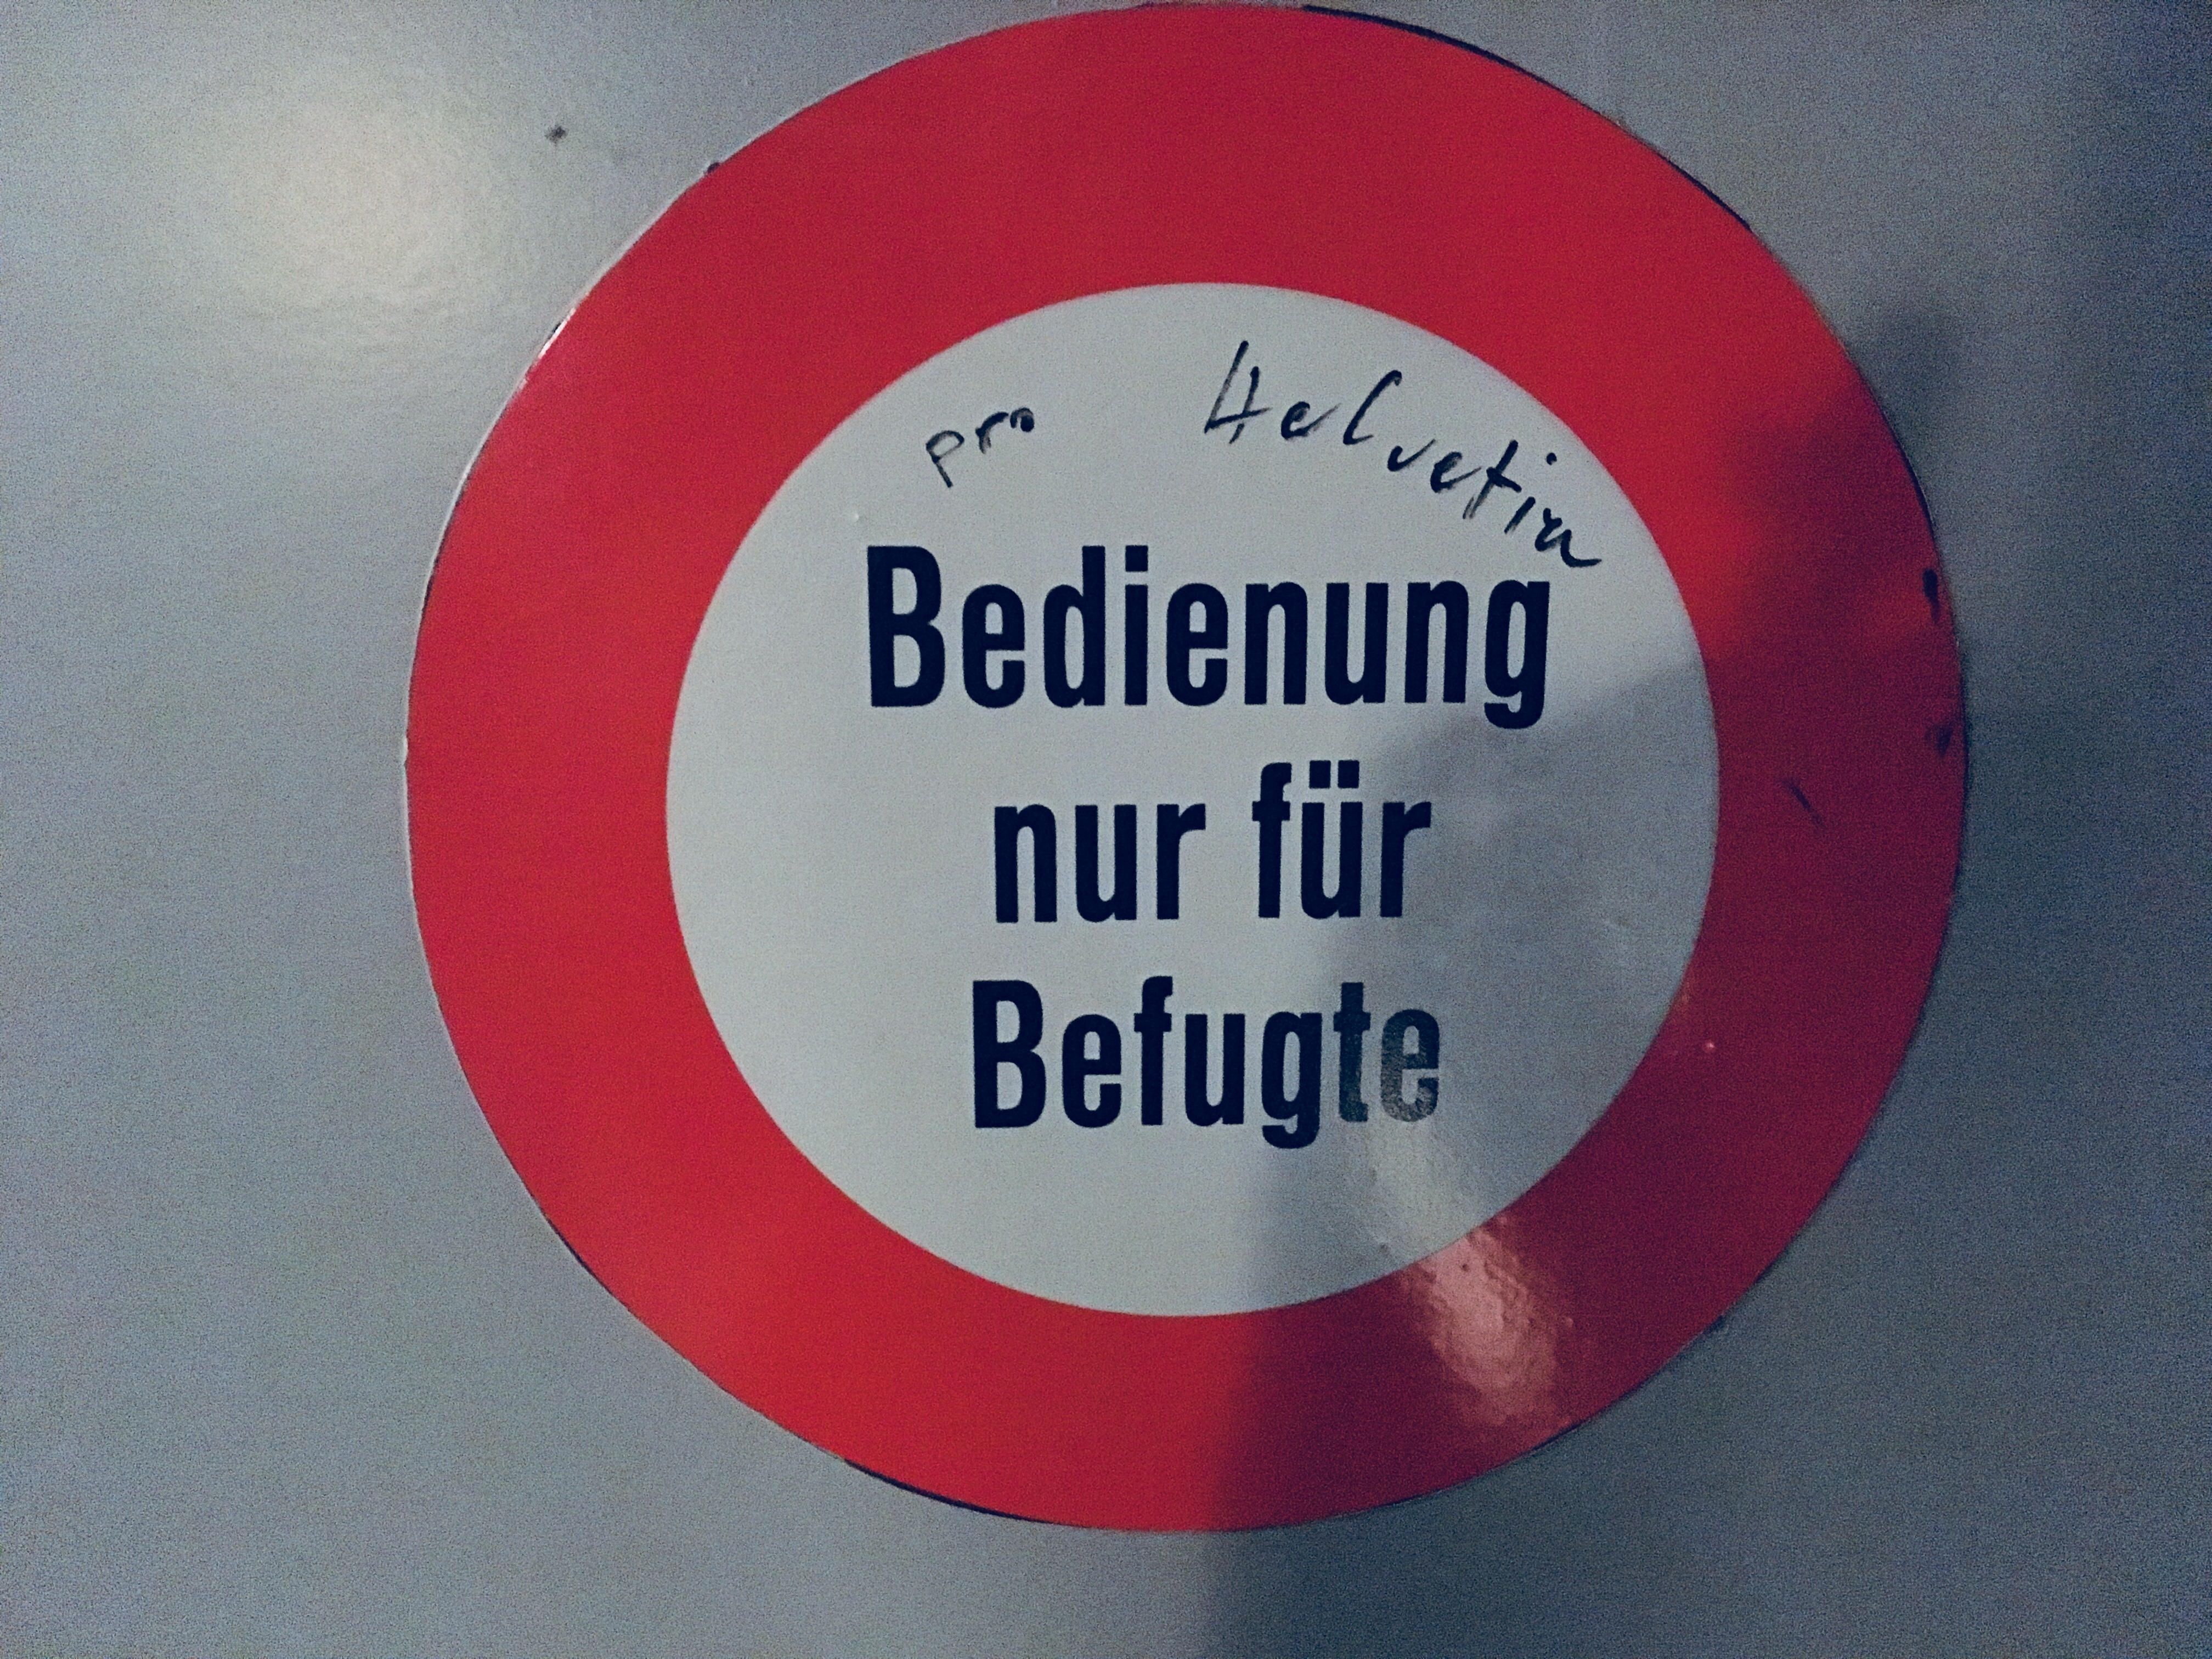 pro Helvetia
Bedienung
nur für
Befugte